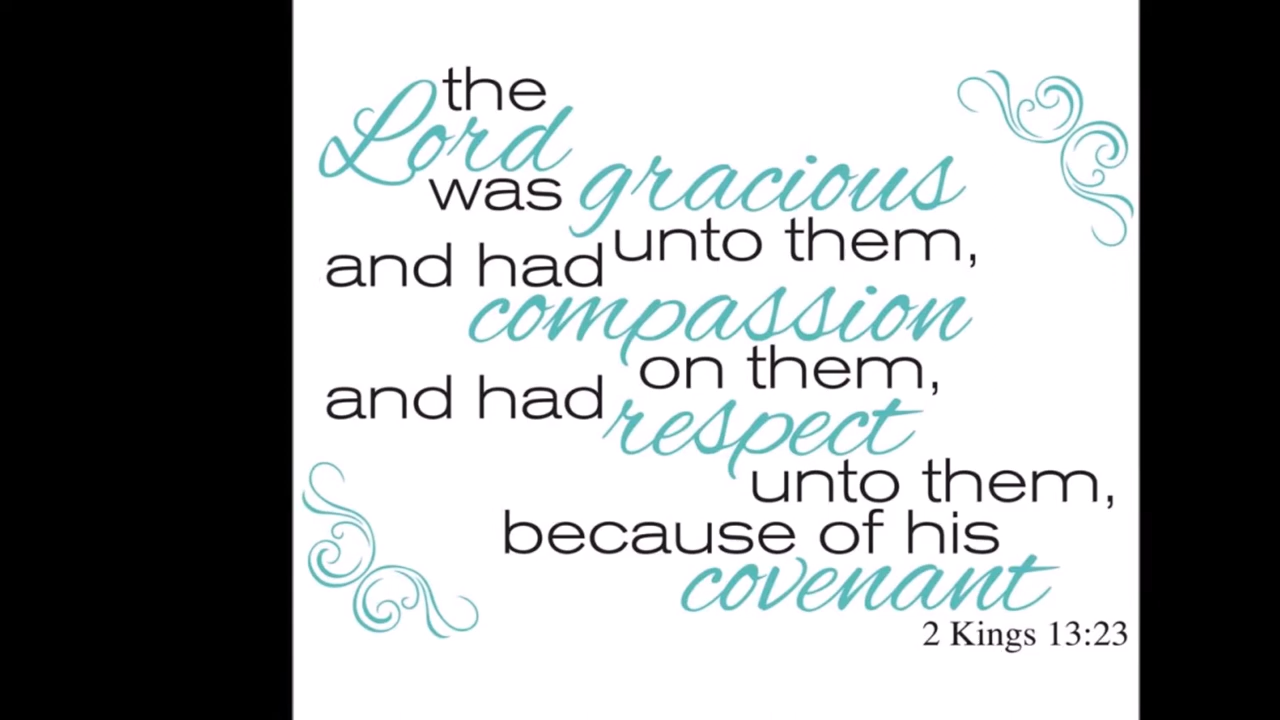 the
Lord
was gracious
unto them,
and had
compassion
on them,
and had
respect
unto them,
because of his
covenant
2 Kings 13:23